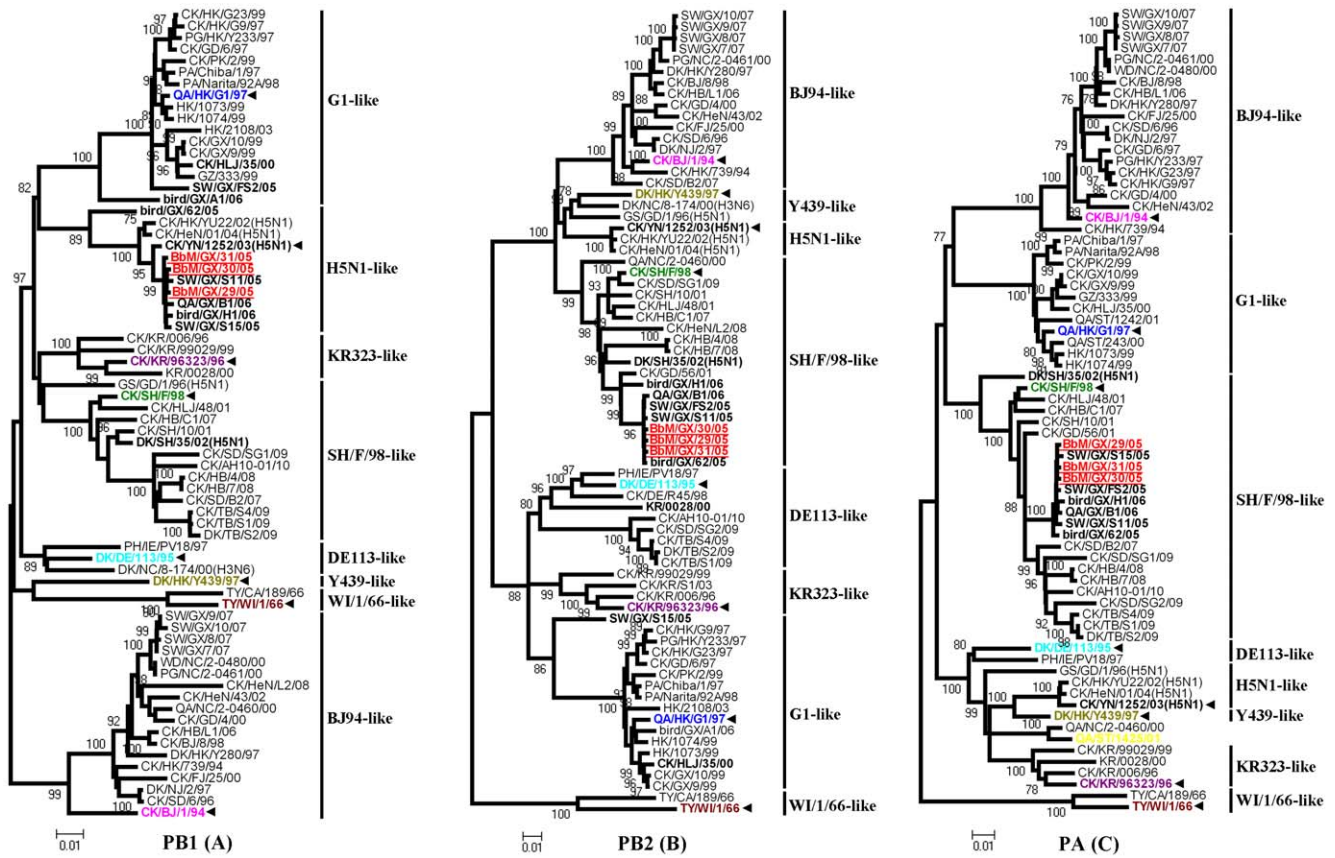 CK/HK/G23/99
CK/HK/G9/97
PG/HK/Y233/97
CK/GD/6/97
CK/PK/2/99
PA/Chiba/1/97
PA/Narita/92A/98
QA/HK/G1/97
HK/1073/99
HK/1074/99
HK/2108/03
CK/GX/10/99
CK/GX/9/99
CK/HLJ/35/00
GZ/333/99
SW/GX/FS2/05
bird/GX/A1/06
G1-like
bird/GX/62/05
CK/HK/YU22/02(H5N1)
CK/HeN/01/04(H5N1)
CK/YN/1252/03(H5N1)
BbM/GX/31/05
BbM/GX/30/05
SW/GX/S11/05
BbM/GX/29/05
QA/GX/B1/06
bird/GX/H1/06
SW/GX/S15/05
H5N1-like
CK/KR/006/96
CK/KR/99029/99
CK/KR/96323/96
KR/0028/00
KR323-like
GS/GD/1/96(H5N1)
CK/SH/F/98
CK/HLJ/48/01
CK/HB/C1/07
CK/SH/10/01
DK/SH/35/02(H5N1)
CK/SD/SG1/09
CK/AH10-01/10
CK/HB/4/08
CK/HB/7/08
CK/SD/B2/07
CK/TB/S4/09
CK/TB/S1/09
DK/TB/S2/09
SH/F/98-like
PH/IE/PV18/97
DK/DE/113/95
DK/NC/8-174/00(H3N6)
DE113-like
DK/HK/Y439/97
Y439-like
TY/CA/189/66
TY/WI/1/66
WI/1/66-like
SW/GX/9/07
SW/GX/10/07
SW/GX/8/07
SW/GX/7/07
WD/NC/2-0480/00
PG/NC/2-0461/00
CK/HeN/L2/08
CK/HeN/43/02
QA/NC/2-0460/00
CK/GD/4/00
CK/HB/L1/06
CK/BJ/8/98
DK/HK/Y280/97
CK/HK/739/94
CK/FJ/25/00
DK/NJ/2/97
CK/SD/6/96
CK/BJ/1/94
BJ94-like
0.01
PB1 (A)
SW/GX/10/07
SW/GX/9/07
SW/GX/8/07
SW/GX/7/07
PG/NC/2-0461/00
DK/HK/Y280/97
CK/BJ/8/98
CK/HB/L1/06
CK/GD/4/00
CK/HeN/43/02
CK/FJ/25/00
CK/SD/6/96
DK/NJ/2/97
CK/BJ/1/94
CK/HK/739/94
CK/SD/B2/07
BJ94-like
DK/HK/Y439/97
DK/NC/8-174/00(H3N6)
GS/GD/1/96(H5N1)
Y439-like
CK/YN/1252/03(H5N1)
CK/HK/YU22/02(H5N1)
CK/HeN/01/04(H5N1)
H5N1-like
QA/NC/2-0460/00
CK/SH/F/98
CK/SD/SG1/09
CK/SH/10/01
CK/HLJ/48/01
CK/HB/C1/07
CK/HeN/L2/08
CK/HB/4/08
CK/HB/7/08
DK/SH/35/02(H5N1)
CK/GD/56/01
bird/GX/H1/06
QA/GX/B1/06
SW/GX/FS2/05
SW/GX/S11/05
BbM/GX/30/05
BbM/GX/29/05
BbM/GX/31/05
bird/GX/62/05
SH/F/98-like
PH/IE/PV18/97
DK/DE/113/95
CK/DE/R45/98
KR/0028/00
CK/AH10-01/10
CK/SD/SG2/09
CK/TB/S4/09
DK/TB/S2/09
CK/TB/S1/09
DE113-like
CK/KR/99029/99
CK/KR/S1/03
CK/KR/006/96
CK/KR/96323/96
KR323-like
SW/GX/S15/05
CK/HK/G9/97
PG/HK/Y233/97
CK/HK/G23/97
CK/GD/6/97
CK/PK/2/99
PA/Chiba/1/97
PA/Narita/92A/98
HK/2108/03
QA/HK/G1/97
bird/GX/A1/06
HK/1074/99
HK/1073/99
CK/HLJ/35/00
CK/GX/10/99
CK/GX/9/99
G1-like
TY/CA/189/66
TY/WI/1/66
WI/1/66-like
0.01
PB2 (B)
SW/GX/10/07
SW/GX/9/07
SW/GX/8/07
SW/GX/7/07
PG/NC/2-0461/00
WD/NC/2-0480/00
CK/BJ/8/98
CK/HB/L1/06
DK/HK/Y280/97
CK/FJ/25/00
CK/SD/6/96
DK/NJ/2/97
CK/GD/6/97
PG/HK/Y233/97
CK/HK/G23/97
CK/HK/G9/97
CK/GD/4/00
CK/HeN/43/02
CK/BJ/1/94
CK/HK/739/94
BJ94-like
PA/Chiba/1/97
PA/Narita/92A/98
CK/PK/2/99
CK/GX/10/99
CK/GX/9/99
GZ/333/99
CK/HLJ/35/00
QA/ST/1242/01
QA/HK/G1/97
QA/ST/243/00
HK/1073/99
HK/1074/99
G1-like
DK/SH/35/02(H5N1)
CK/SH/F/98
CK/HLJ/48/01
CK/HB/C1/07
CK/SH/10/01
CK/GD/56/01
BbM/GX/29/05
SW/GX/S15/05
BbM/GX/31/05
BbM/GX/30/05
SW/GX/FS2/05
bird/GX/H1/06
QA/GX/B1/06
SW/GX/S11/05
bird/GX/62/05
CK/SD/B2/07
CK/SD/SG1/09
CK/HB/4/08
CK/HB/7/08
CK/AH10-01/10
CK/SD/SG2/09
CK/TB/S4/09
CK/TB/S1/09
DK/TB/S2/09
SH/F/98-like
DK/DE/113/95
PH/IE/PV18/97
DE113-like
GS/GD/1/96(H5N1)
CK/HK/YU22/02(H5N1)
CK/HeN/01/04(H5N1)
CK/YN/1252/03(H5N1)
H5N1-like
DK/HK/Y439/97
Y439-like
QA/NC/2-0460/00
CK/KR/99029/99
KR/0028/00
CK/KR/006/96
CK/KR/96323/96
KR323-like
TY/CA/189/66
TY/WI/1/66
WI/1/66-like
0.01
PA (C)